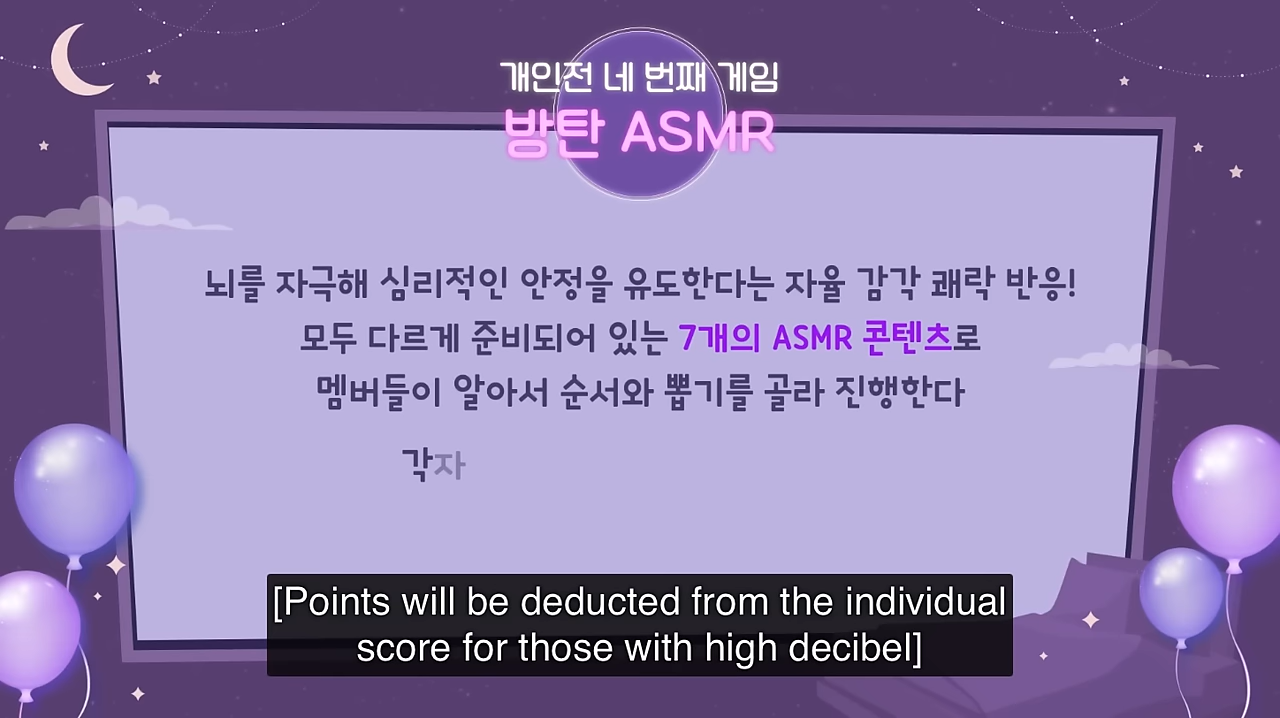 개인전 네 번째 게임
방탄 ASMR
뇌를 자극해 심리적인 안정을 유도한다는 자율 감각 쾌락 반응!
모두 다르게 준비되어 있는 7개의 ASMR 콘텐츠로
멤버들이 알아서 순서와 뽑기를 골라 진행한다
각자
[Points will be deducted from the individual
score for those with high decibel]